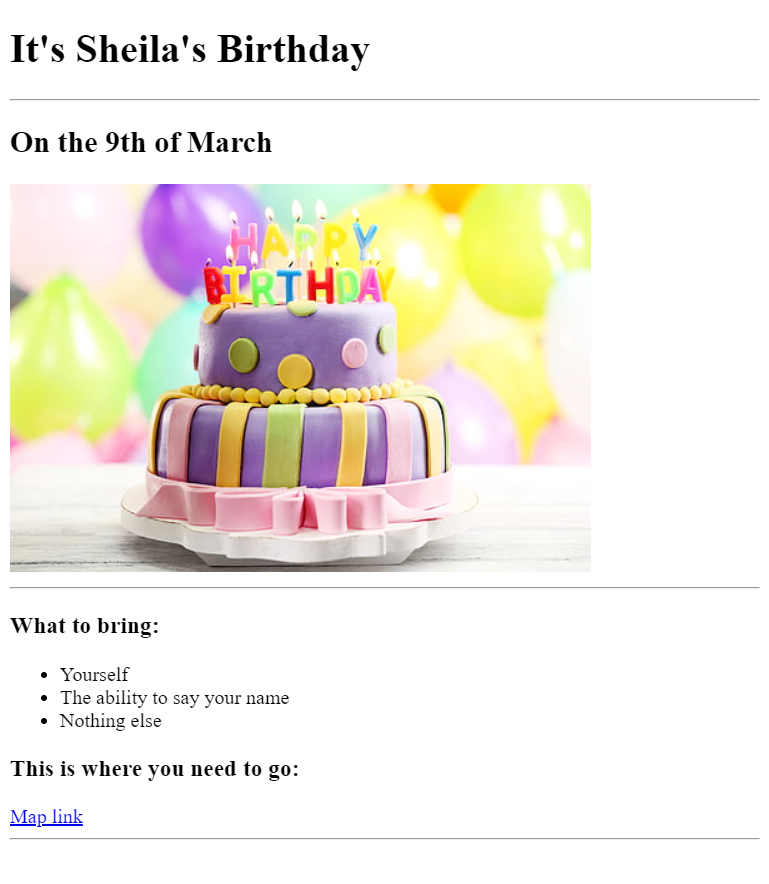 It's Sheila's Birthday
On the 9th of March
HAPPY
BIRTHDAY
What to bring:
Yourself
The ability to say your name
Nothing else
This is where you need to go:
Map link